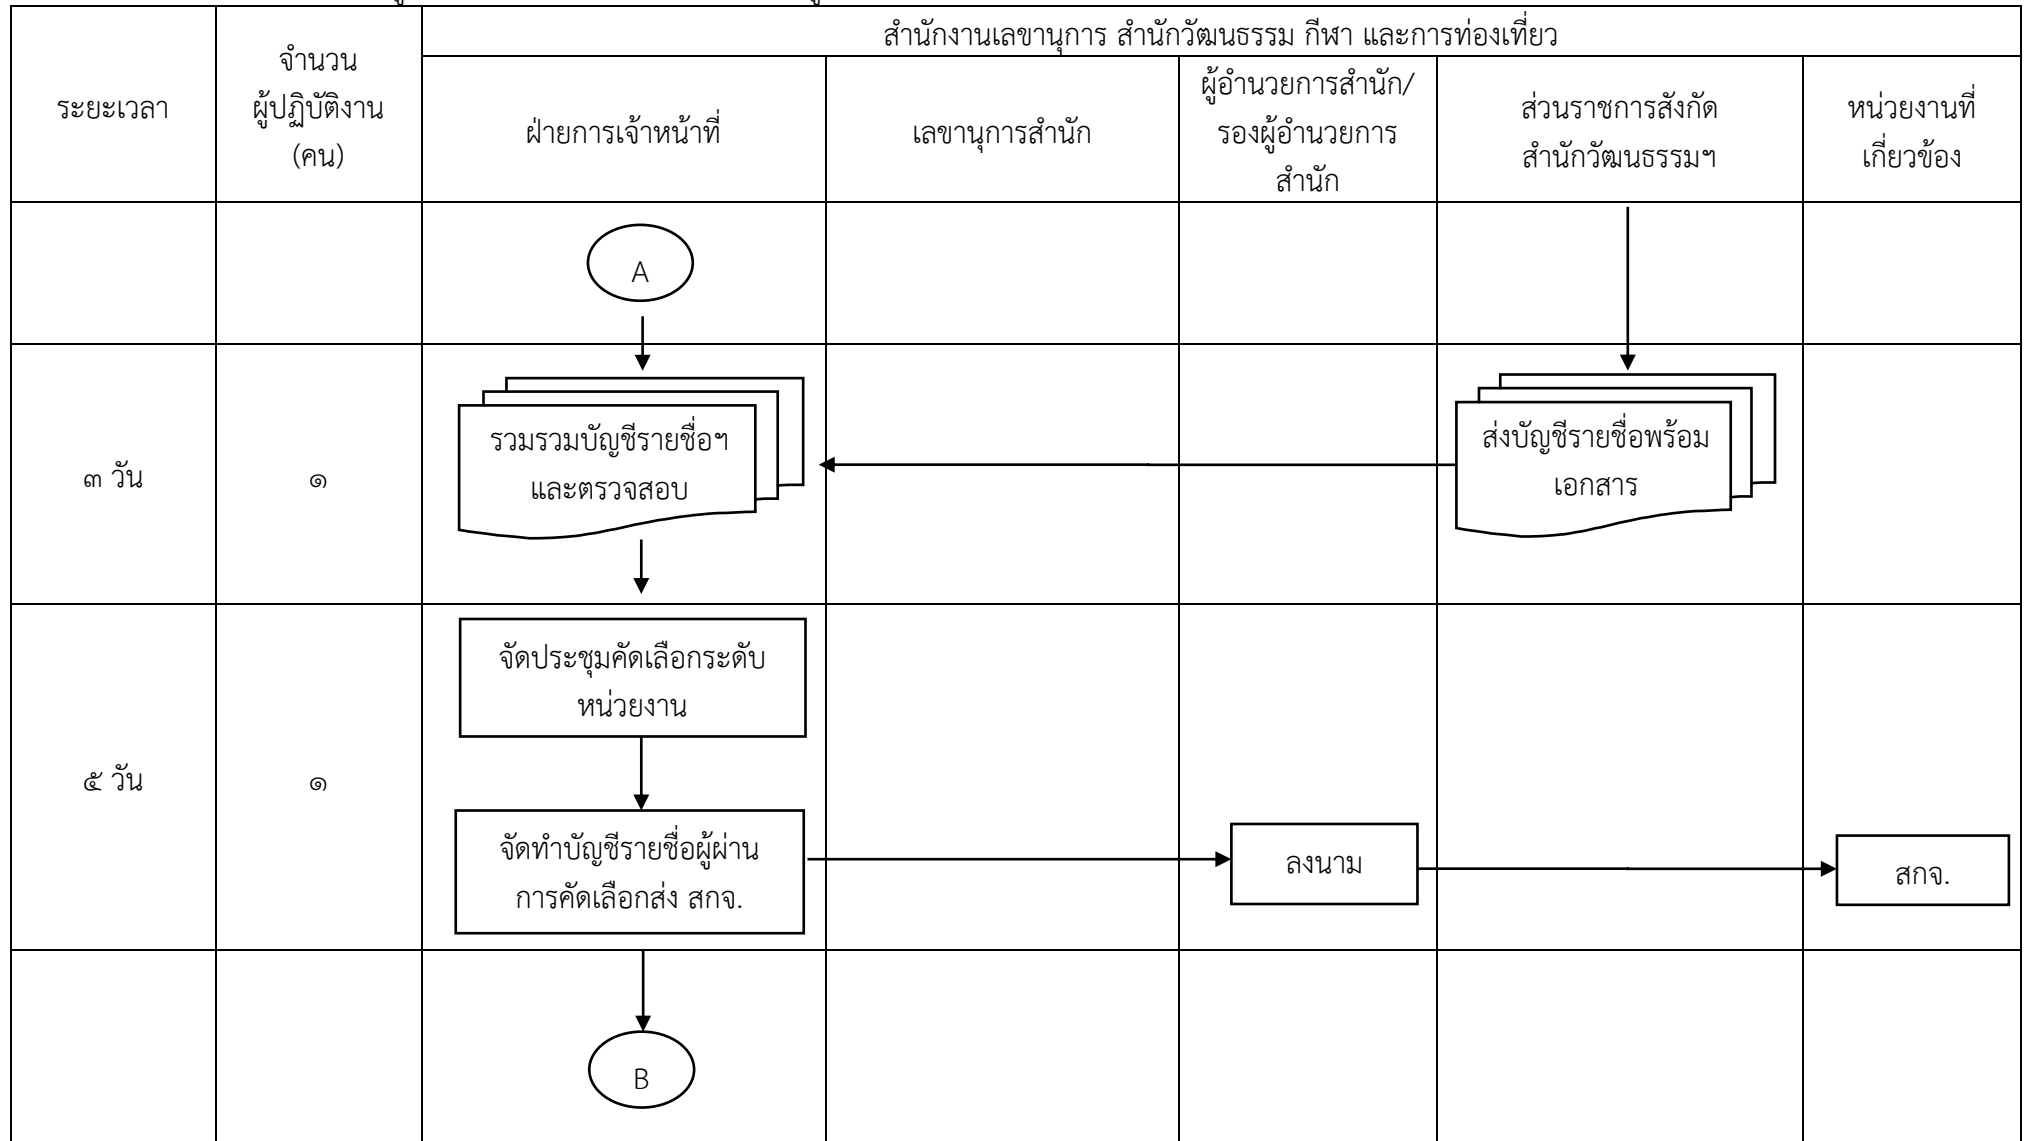 สำนักงานเลขานุการ สำนักวัฒนธรรม กีฬา และการท่องเที่ยว
ระยะเวลา
จำนวน
ผู้ปฏิบัติงาน
(คน)
ฝ่ายการเจ้าหน้าที่
เลขานุการสำนัก
ผู้อำนวยการสำนัก/
รองผู้อำนวยการ
สำนัก
ส่วนราชการสังกัด
สำนักวัฒนธรรมฯ
หน่วยงานที่
เกี่ยวข้อง
A
๓ วัน
๑
รวมรวมบัญชีรายชื่อฯ
และตรวจสอบ
ส่งบัญชีรายชื่อพร้อม
เอกสาร
๕ วัน
๑
จัดประชุมคัดเลือกระดับ
หน่วยงาน
จัดทำบัญชีรายชื่อผู้ผ่าน
การคัดเลือกส่ง สกจ.
ลงนาม
สกจ.
B